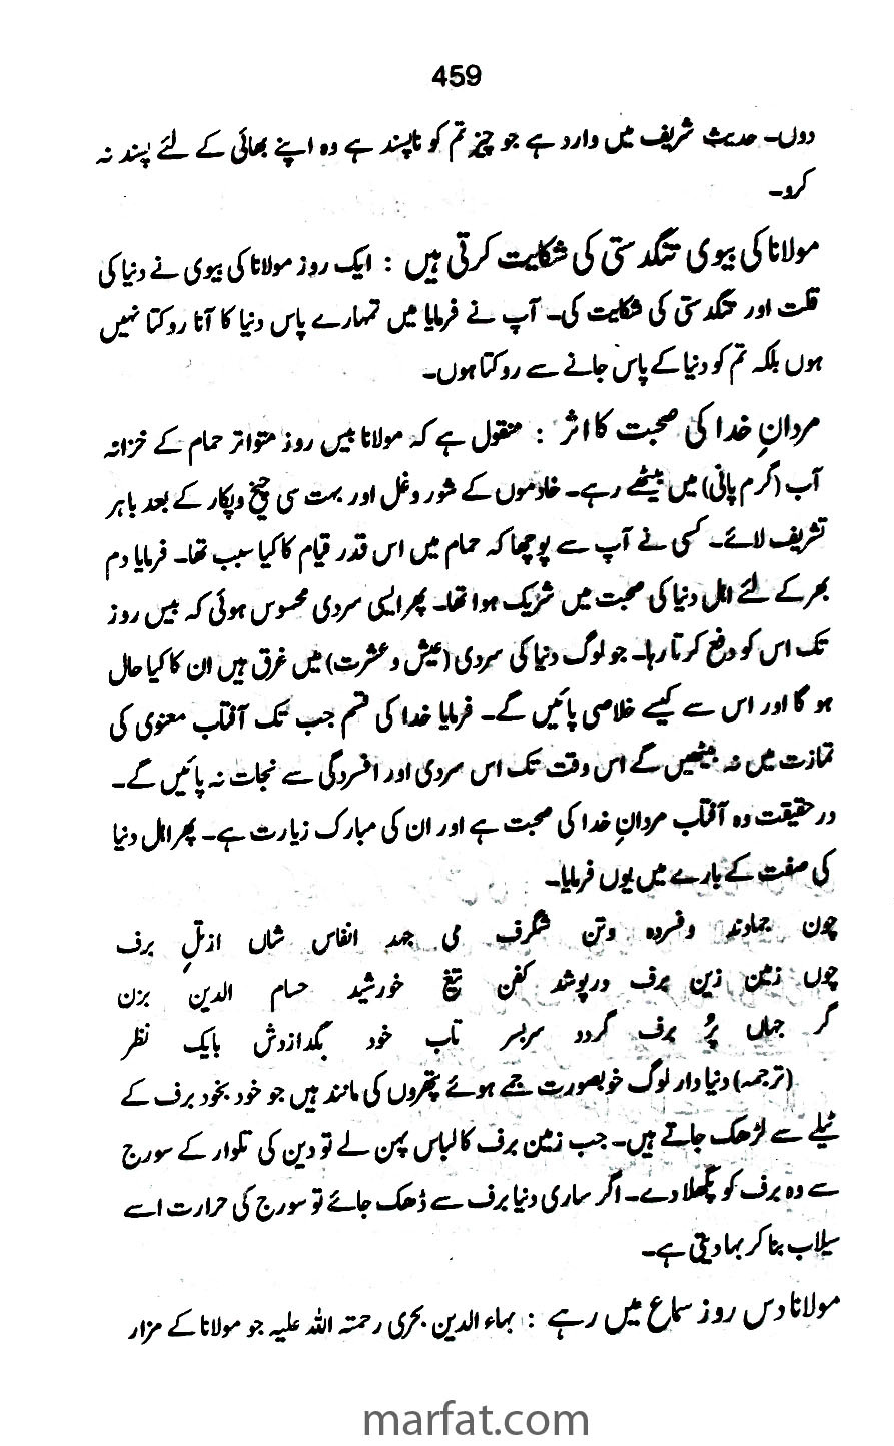 459
دوں۔ حدیث شریف میں وارد ہے جو چیز تم کو ناپسند ہے وہ اپنے بھائی کے لئے پسند نہ
کرو۔
مولانا کی بیوی تنگدستی کی شکایت کرتی ہیں : ایک روز مولانا کی بیوی نے دنیا کی
قلت اور تنگدستی کی شکایت کی۔ آپ نے فرمایا میں تمہارے پاس دنیا کا آنا روکتا نہیں
ہوں بلکہ تم کو دنیا کے پاس جانے سے روکتا ہوں۔
مردانِ خدا کی صحبت کا اثر : منقول ہے کہ مولانا بیس روز متواتر حمام کے خزانہ
آب (گرم پانی) میں بیٹھے رہے۔ خادموں کے شور و غل اور بہت سی چیخ و پکار کے بعد باہر
تشریف لائے۔ کسی نے آپ سے پوچھا کہ حمام میں اس قدر قیام کا کیا سبب تھا۔ فرمایا دم
بھر کے لئے اہل دنیا کی صحبت میں شریک ہوا تھا۔ پھر ایسی سردی محسوس ہوئی کہ بیس روز
تک اس کو دفع کرتا رہا۔ جو لوگ دنیا کی سردی (عیش و عشرت) میں غرق ہیں ان کا کیا حال
ہو گا اور اس سے کیسے خلاصی پائیں گے۔ فرمایا خدا کی قسم جب تک آفتاب معنوی کی
تمازت میں نہ بیٹھیں گے اس وقت تک اس سردی اور افسردگی سے نجات نہ پائیں گے۔
درحقیقت وہ آفتاب مردانِ خدا کی صحبت ہے اور ان کی مبارک زیارت ہے۔ پھر اہل دنیا
کی صفت کے بارے میں یوں فرمایا۔
چون جمادند و فسردہ وتن شگرف می جہد انفاس شاں ازتلِ برف
چوں زمین زین برف درپوشد کفن تیغ خورشید حسام الدین بزن
گر جہاں پُر برف گردد سربسر تاب خود بگدازدوش بایک نظر
(ترجمہ) دنیا دار لوگ خوبصورت جمے ہوئے پتھروں کی مانند ہیں جو خود بخود برف کے
ٹیلے سے لڑھک جاتے ہیں۔ جب زمین برف کا لباس پہن لے تو دین کی تلوار کے سورج
سے وہ برف کو پگھلا دے۔ اگر ساری دنیا برف سے ڈھک جائے تو سورج کی حرارت اسے
سیلاب بنا کر بہا دیتی ہے۔
مولانا دس روز سماع میں رہے : بہاء الدین بحری رحمتہ اللہ علیہ جو مولانا کے مزار
marfat.com